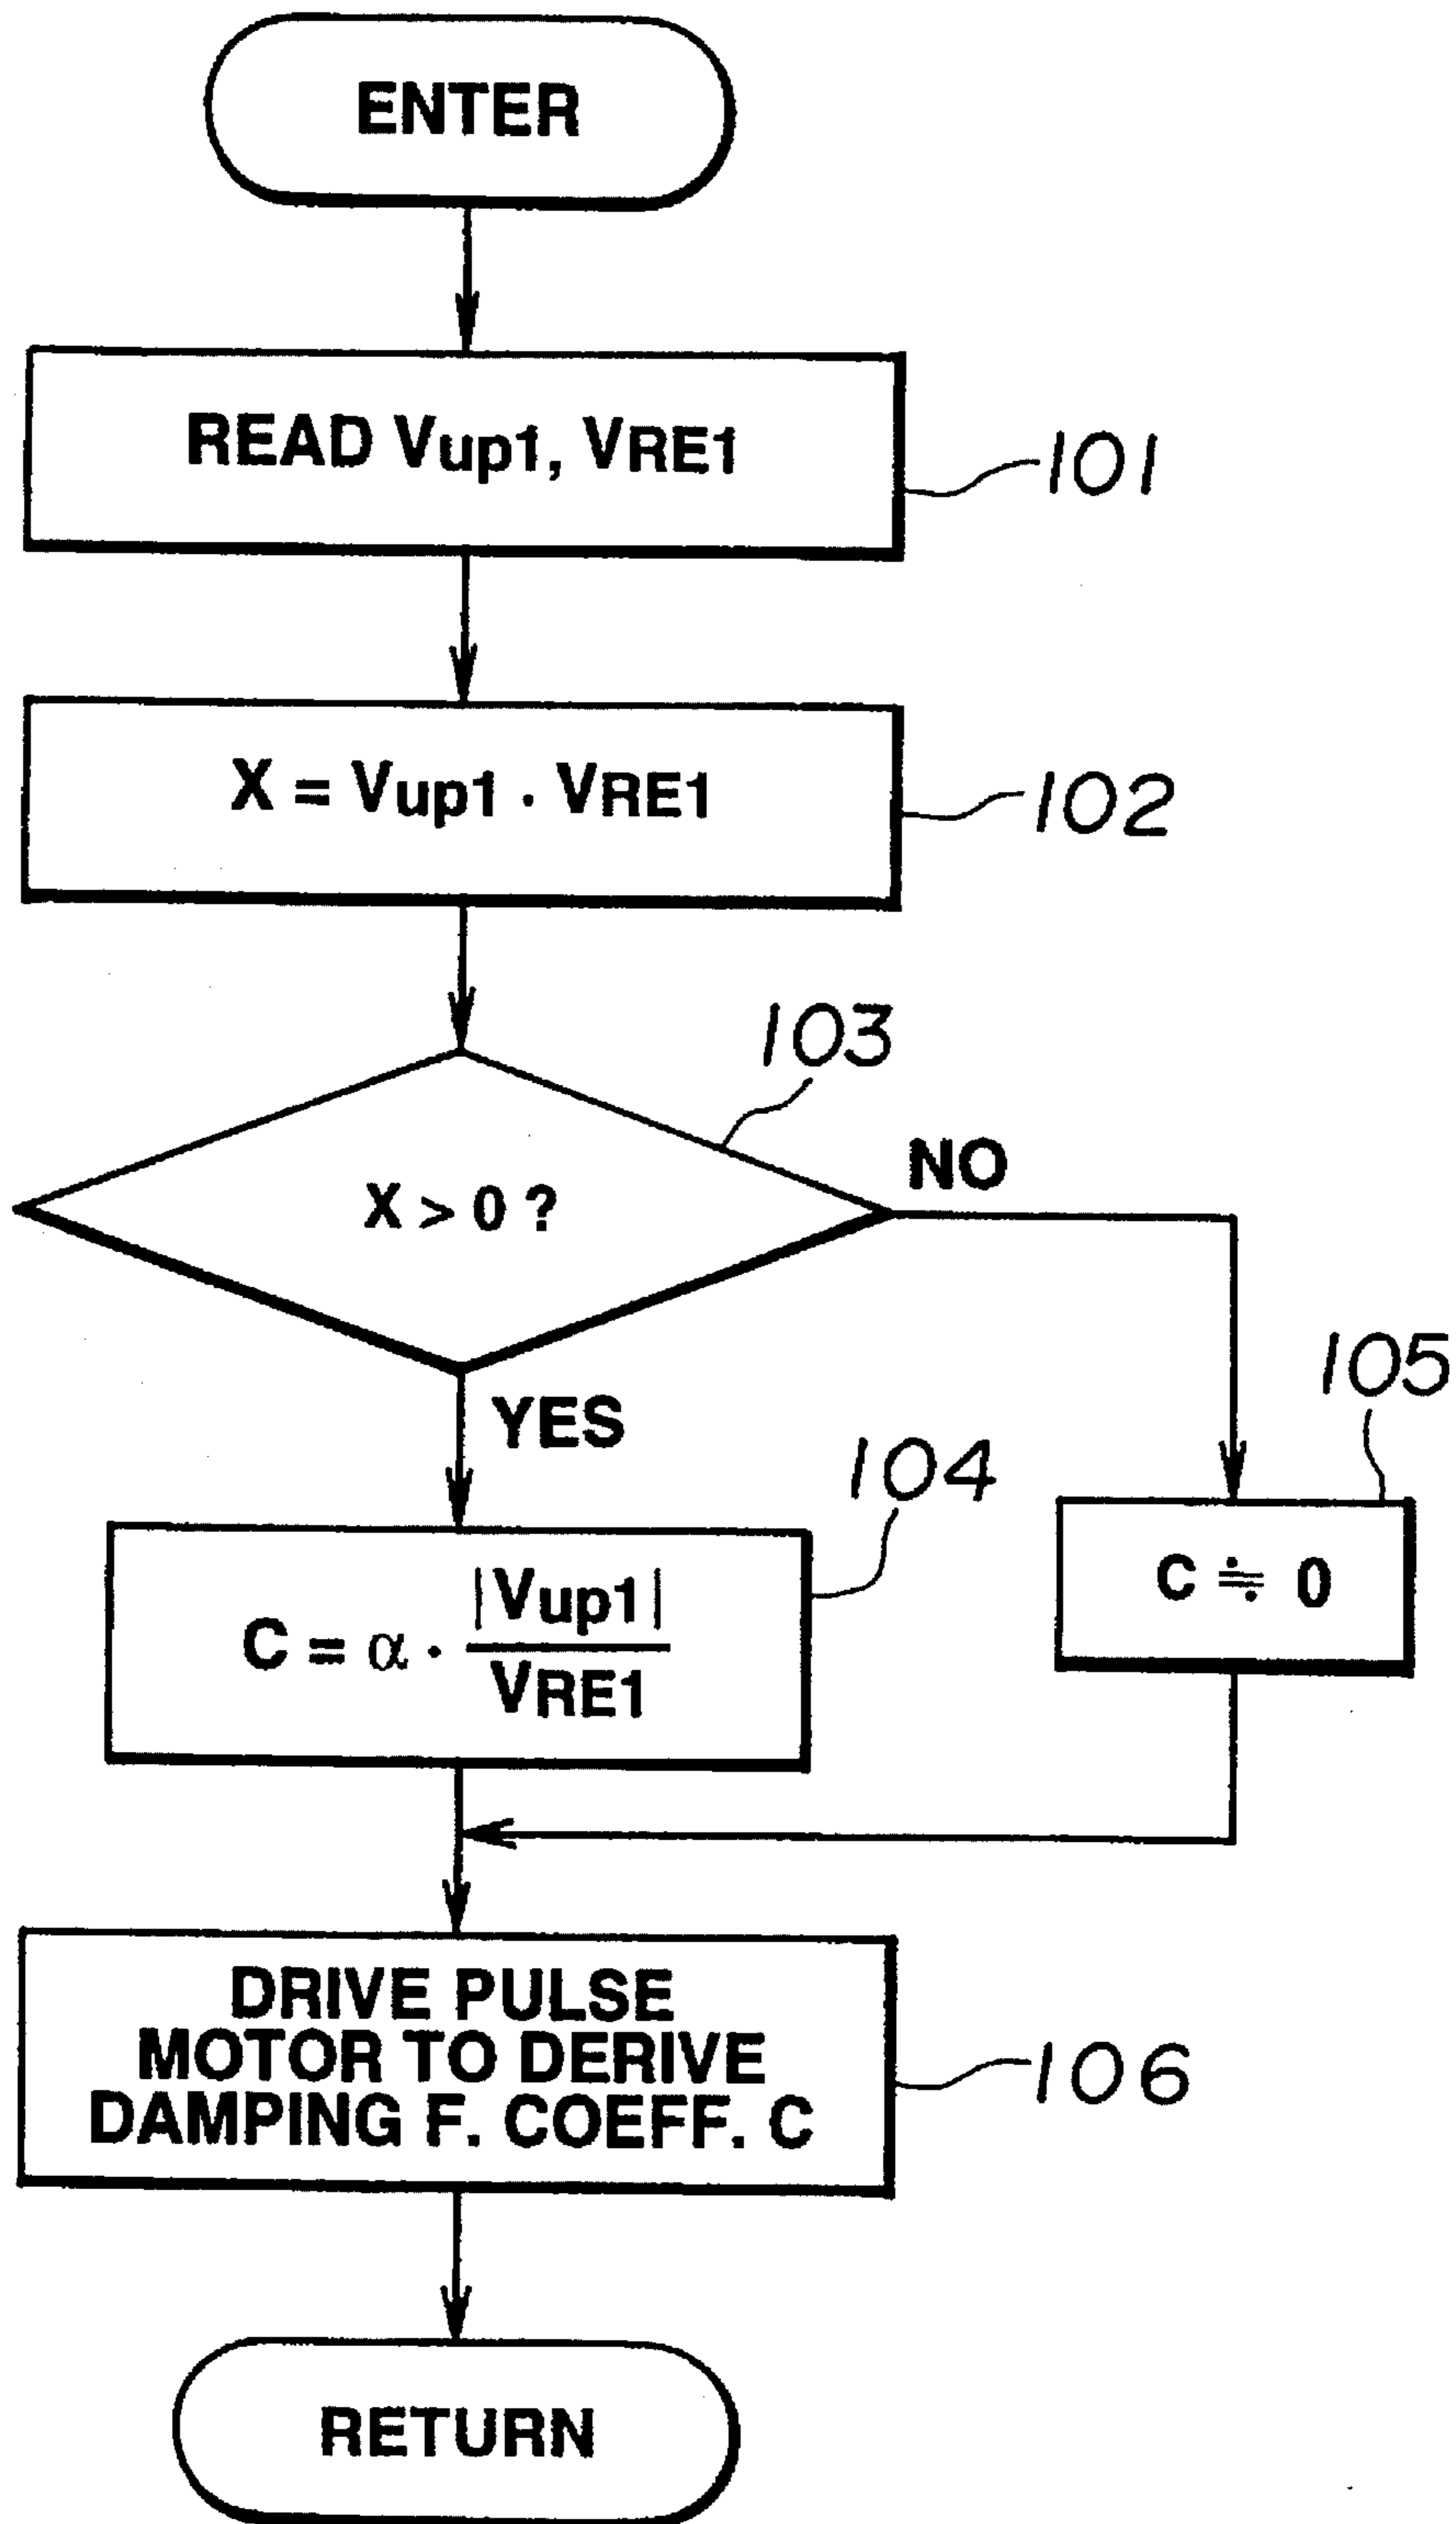 ENTER
READ Vup1, VRE1
101
X = Vup1 · VRE1
102
103
X > 0 ?
NO
YES
105
104
C = α · |Vup1| / VRE1
C ≒ 0
DRIVE PULSE
MOTOR TO DERIVE
DAMPING F. COEFF. C
106
RETURN